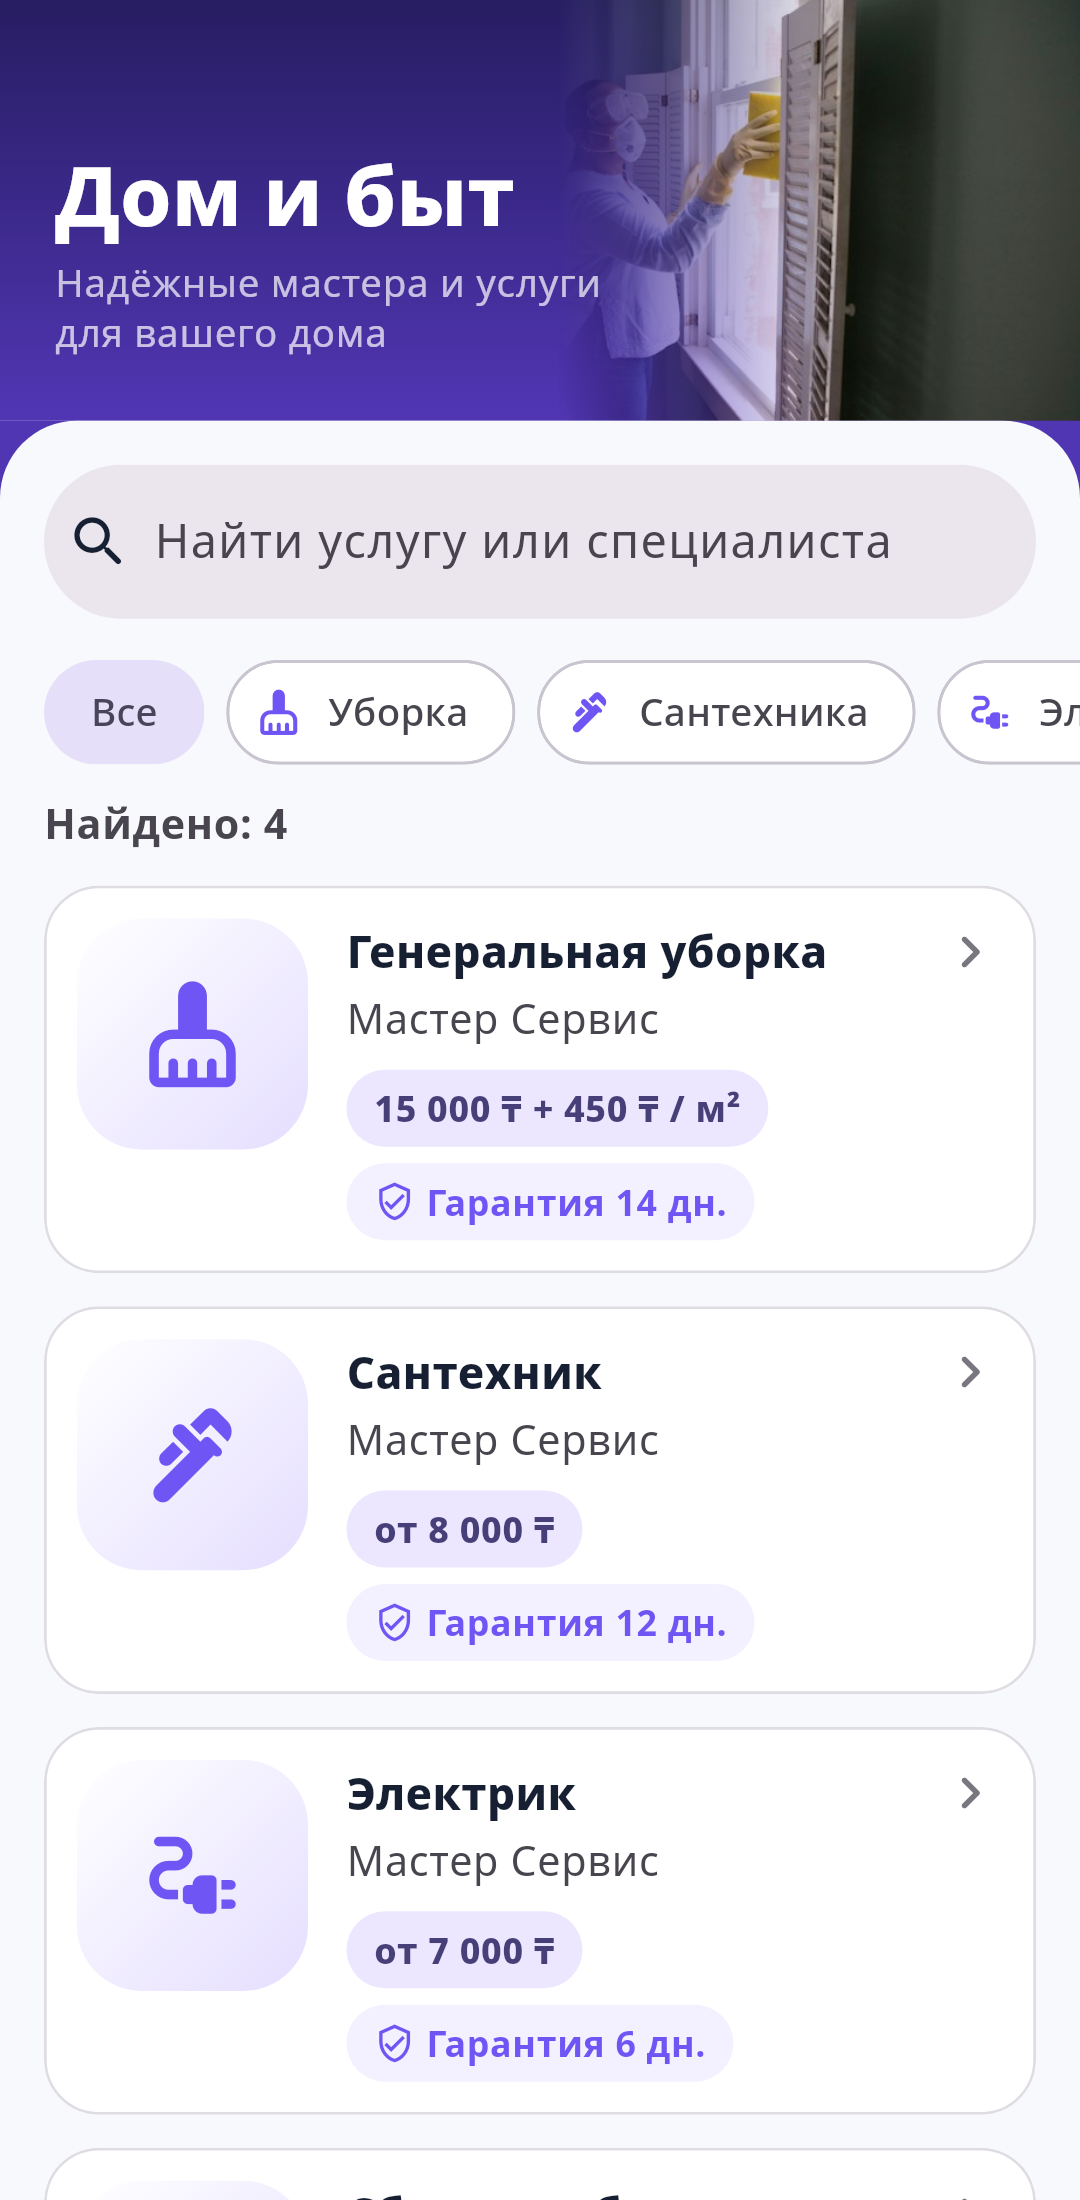 Дом и быт
Надёжные мастера и услуги
для вашего дома
Найти услугу или специалиста
Все
Уборка
Сантехника
Найдено: 4
Генеральная уборка
Мастер Сервис
15 000 ₸ + 450 ₸ / м²
Гарантия 14 дн.
Сантехник
Мастер Сервис
от 8 000 ₸
Гарантия 12 дн.
Электрик
Мастер Сервис
от 7 000 ₸
Гарантия 6 дн.